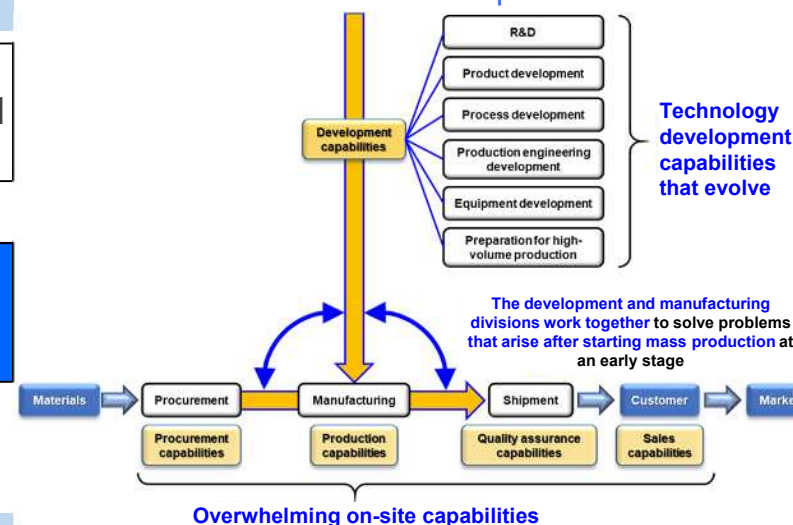 R&D
Product development
Process development
Production engineering
development
Equipment development
Preparation for high-
volume production
Development
capabilities
Technology
development
capabilities
that evolve
The development and manufacturing
divisions work together to solve problems
that arise after starting mass production at
an early stage
Materials
Procurement
Manufacturing
Shipment
Customer
Marke
Procurement
capabilities
Production
capabilities
Quality assurance
capabilities
Sales
capabilities
Overwhelming on-site capabilities